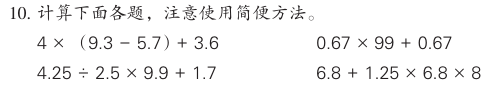 10. 计算下面各题，注意使用简便方法。
4 × （9.3 − 5.7）+ 3.6 0.67 × 99 + 0.67
4.25 ÷ 2.5 × 9.9 + 1.7 6.8 + 1.25 × 6.8 × 8